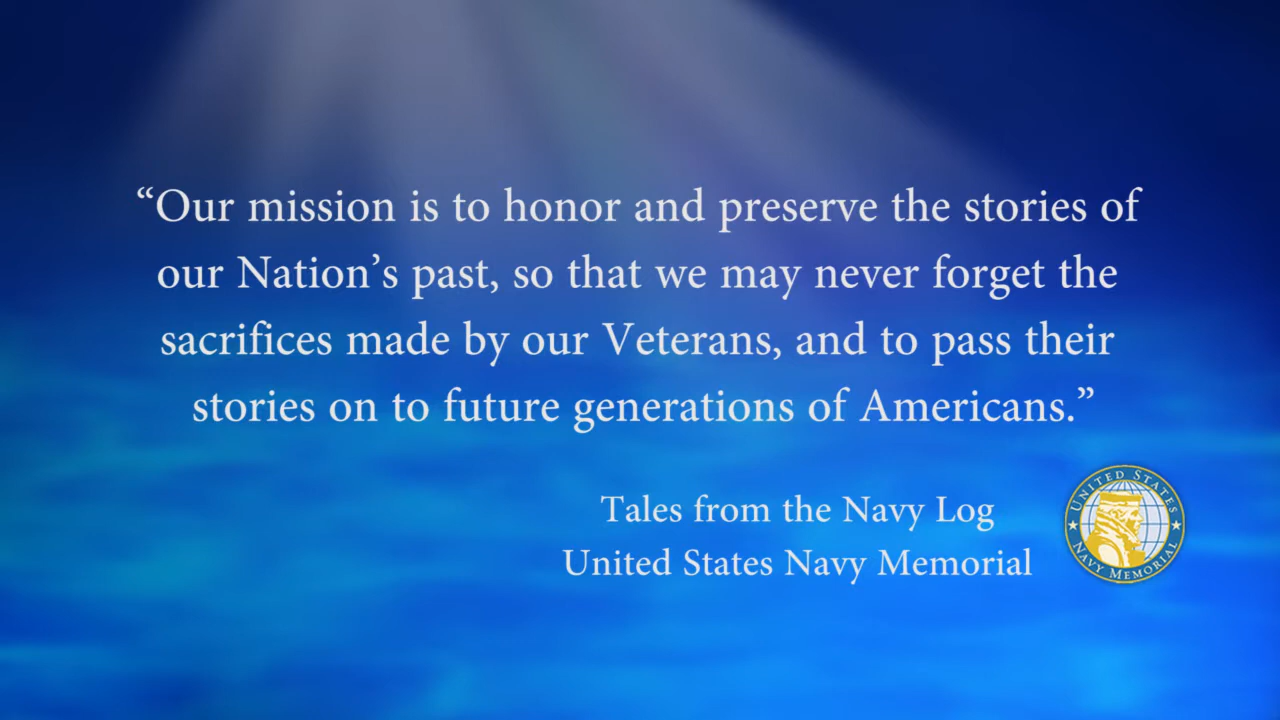 “Our mission is to honor and preserve the stories of
our Nation’s past, so that we may never forget the
sacrifices made by our Veterans, and to pass their
stories on to future generations of Americans.”
Tales from the Navy Log
United States Navy Memorial
UNITED STATES
NAVY MEMORIAL